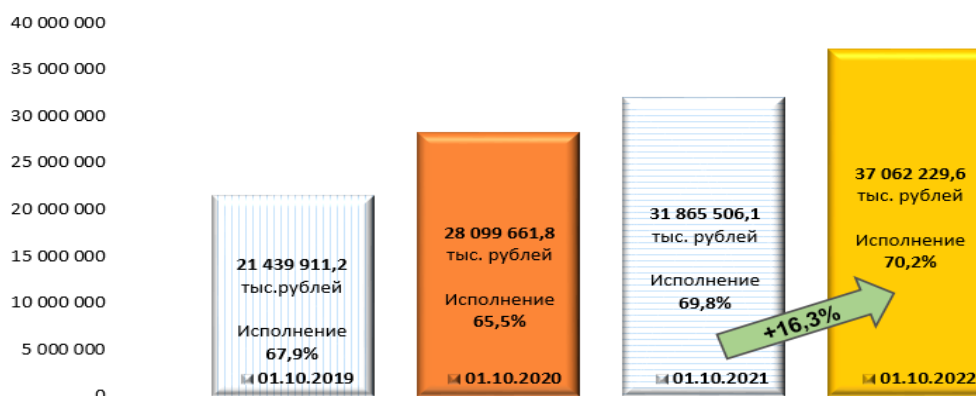 40 000 000
35 000 000
30 000 000
25 000 000
20 000 000
15 000 000
10 000 000
5 000 000
0
21 439 911,2
тыс.рублей
Исполнение
67,9%
01.10.2019
28 099 661,8
тыс. рублей
Исполнение
65,5%
01.10.2020
31 865 506,1
тыс. рублей
Исполнение
69,8%
01.10.2021
+16,3%
37 062 229,6
тыс. рублей
Исполнение
70,2%
01.10.2022